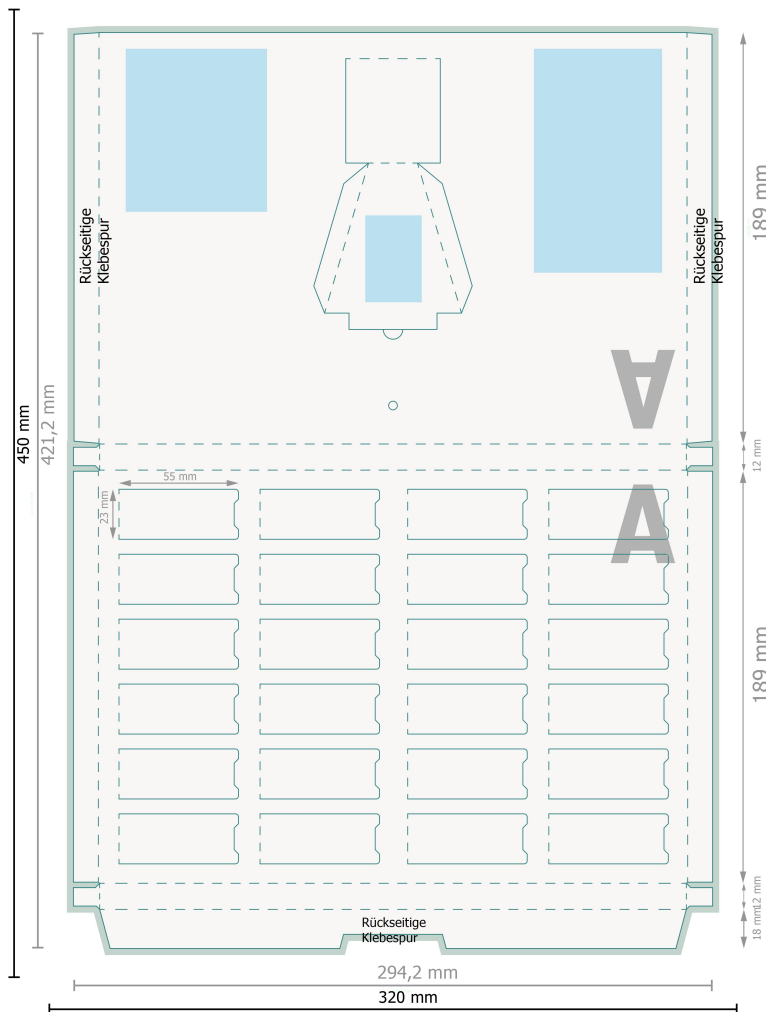 Rückseitige
Klebespur
Rückseitige
Klebespur
189 mm
450 mm
421,2 mm
A
12 mm
55 mm
23 mm
A
189 mm
12 mm
18 mm
Rückseitige
Klebespur
294,2 mm
320 mm